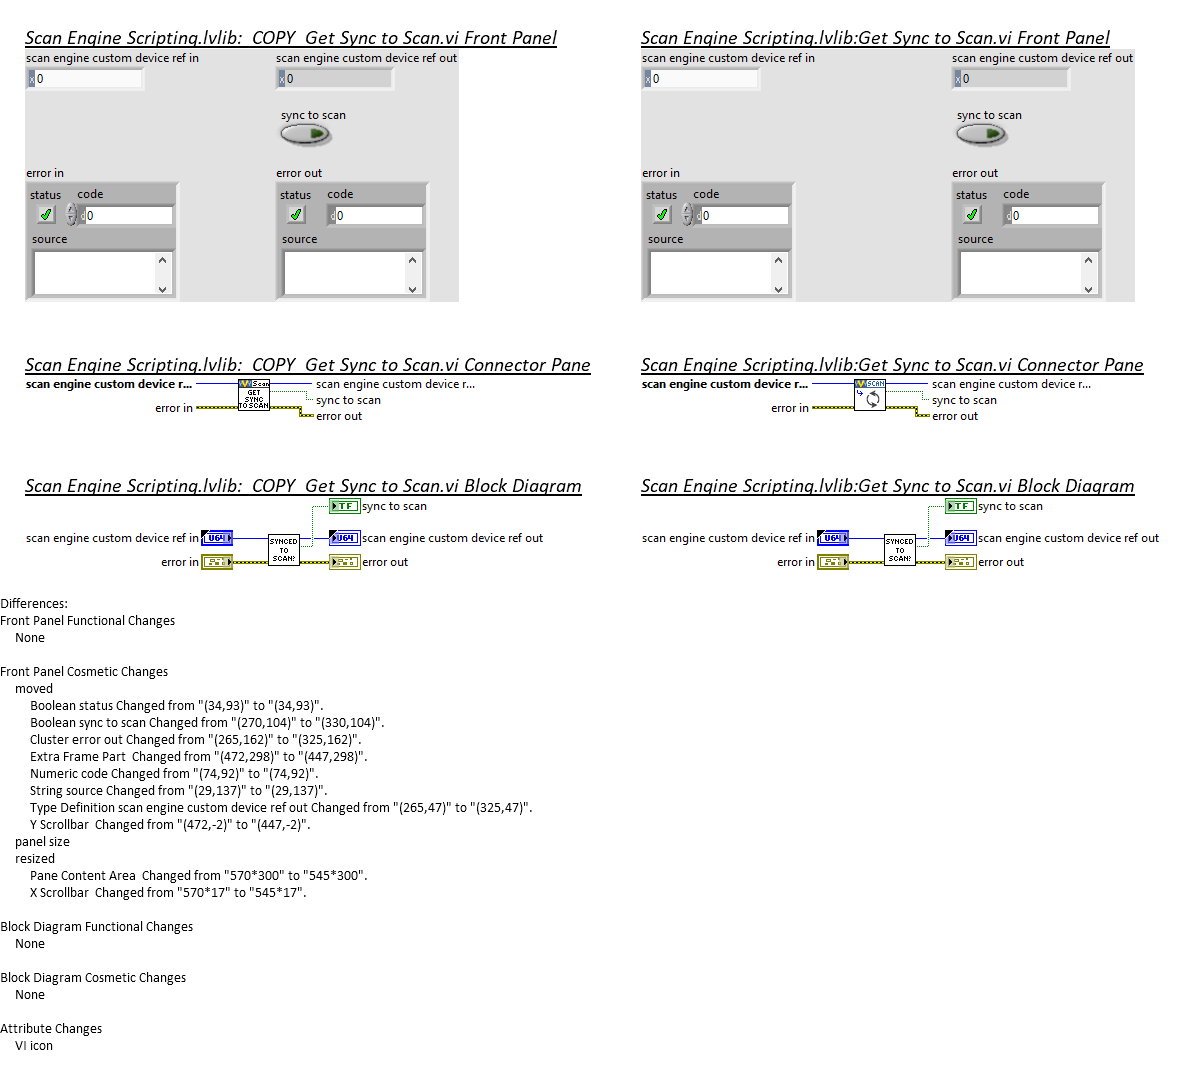 Scan Engine Scripting.lvlib:_COPY_Get Sync to Scan.vi Front Panel
scan engine custom device ref in
scan engine custom device ref out
x 0
x 0
sync to scan
error in
error out
status code
status code
d 0
d 0
source
source
Scan Engine Scripting.lvlib:Get Sync to Scan.vi Front Panel
scan engine custom device ref in
scan engine custom device ref out
x 0
x 0
sync to scan
error in
error out
status code
status code
d 0
d 0
source
source
Scan Engine Scripting.lvlib:_COPY_Get Sync to Scan.vi Connector Pane
scan engine custom device r...
Scan
GET
SYNC
TO SCAN
scan engine custom device r...
sync to scan
error in
error out
Scan Engine Scripting.lvlib:Get Sync to Scan.vi Connector Pane
scan engine custom device r...
SCAN
scan engine custom device r...
sync to scan
error in
error out
Scan Engine Scripting.lvlib:_COPY_Get Sync to Scan.vi Block Diagram
TF sync to scan
scan engine custom device ref in U64
SYNCED
TO
SCAN?
U64 scan engine custom device ref out
error in
error out
Scan Engine Scripting.lvlib:Get Sync to Scan.vi Block Diagram
TF sync to scan
scan engine custom device ref in U64
SYNCED
TO
SCAN?
U64 scan engine custom device ref out
error in
error out
Differences:
Front Panel Functional Changes
None
Front Panel Cosmetic Changes
moved
Boolean status Changed from "(34,93)" to "(34,93)".
Boolean sync to scan Changed from "(270,104)" to "(330,104)".
Cluster error out Changed from "(265,162)" to "(325,162)".
Extra Frame Part  Changed from "(472,298)" to "(447,298)".
Numeric code Changed from "(74,92)" to "(74,92)".
String source Changed from "(29,137)" to "(29,137)".
Type Definition scan engine custom device ref out Changed from "(265,47)" to "(325,47)".
Y Scrollbar  Changed from "(472,-2)" to "(447,-2)".
panel size
resized
Pane Content Area  Changed from "570*300" to "545*300".
X Scrollbar  Changed from "570*17" to "545*17".
Block Diagram Functional Changes
None
Block Diagram Cosmetic Changes
None
Attribute Changes
VI icon